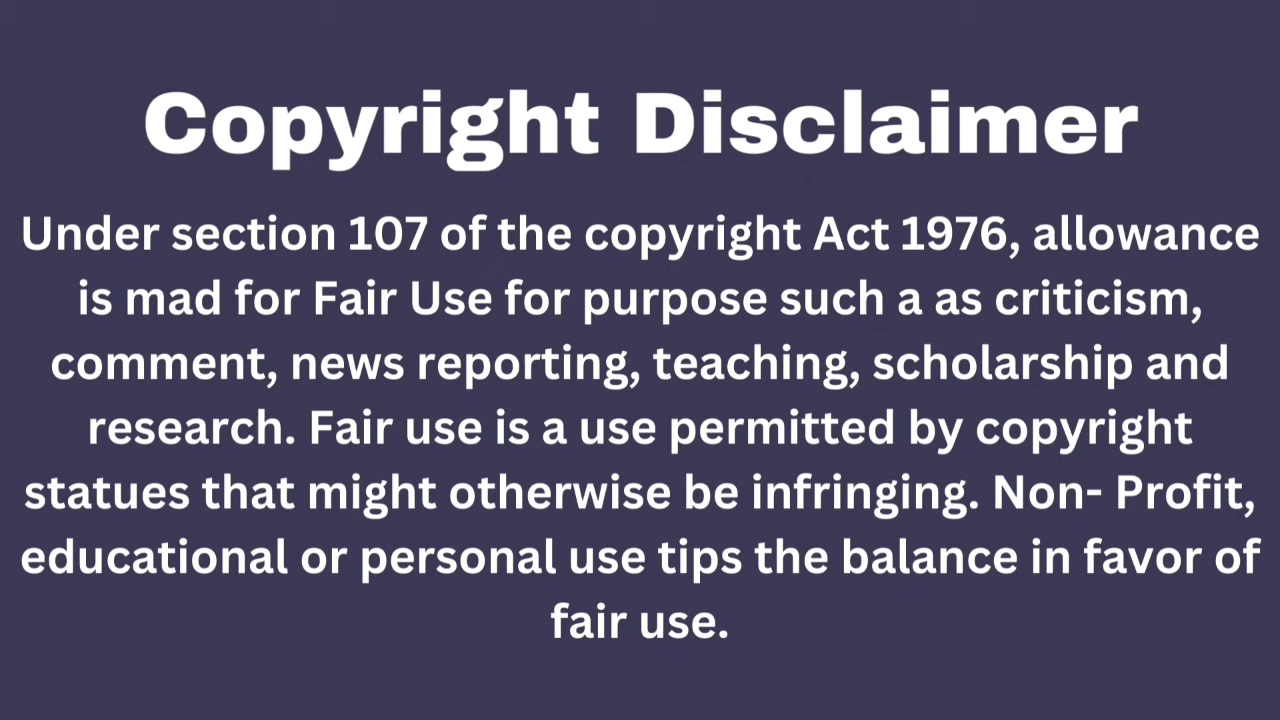 Copyright Disclaimer
Under section 107 of the copyright Act 1976, allowance
is mad for Fair Use for purpose such a as criticism,
comment, news reporting, teaching, scholarship and
research. Fair use is a use permitted by copyright
statues that might otherwise be infringing. Non- Profit,
educational or personal use tips the balance in favor of
fair use.